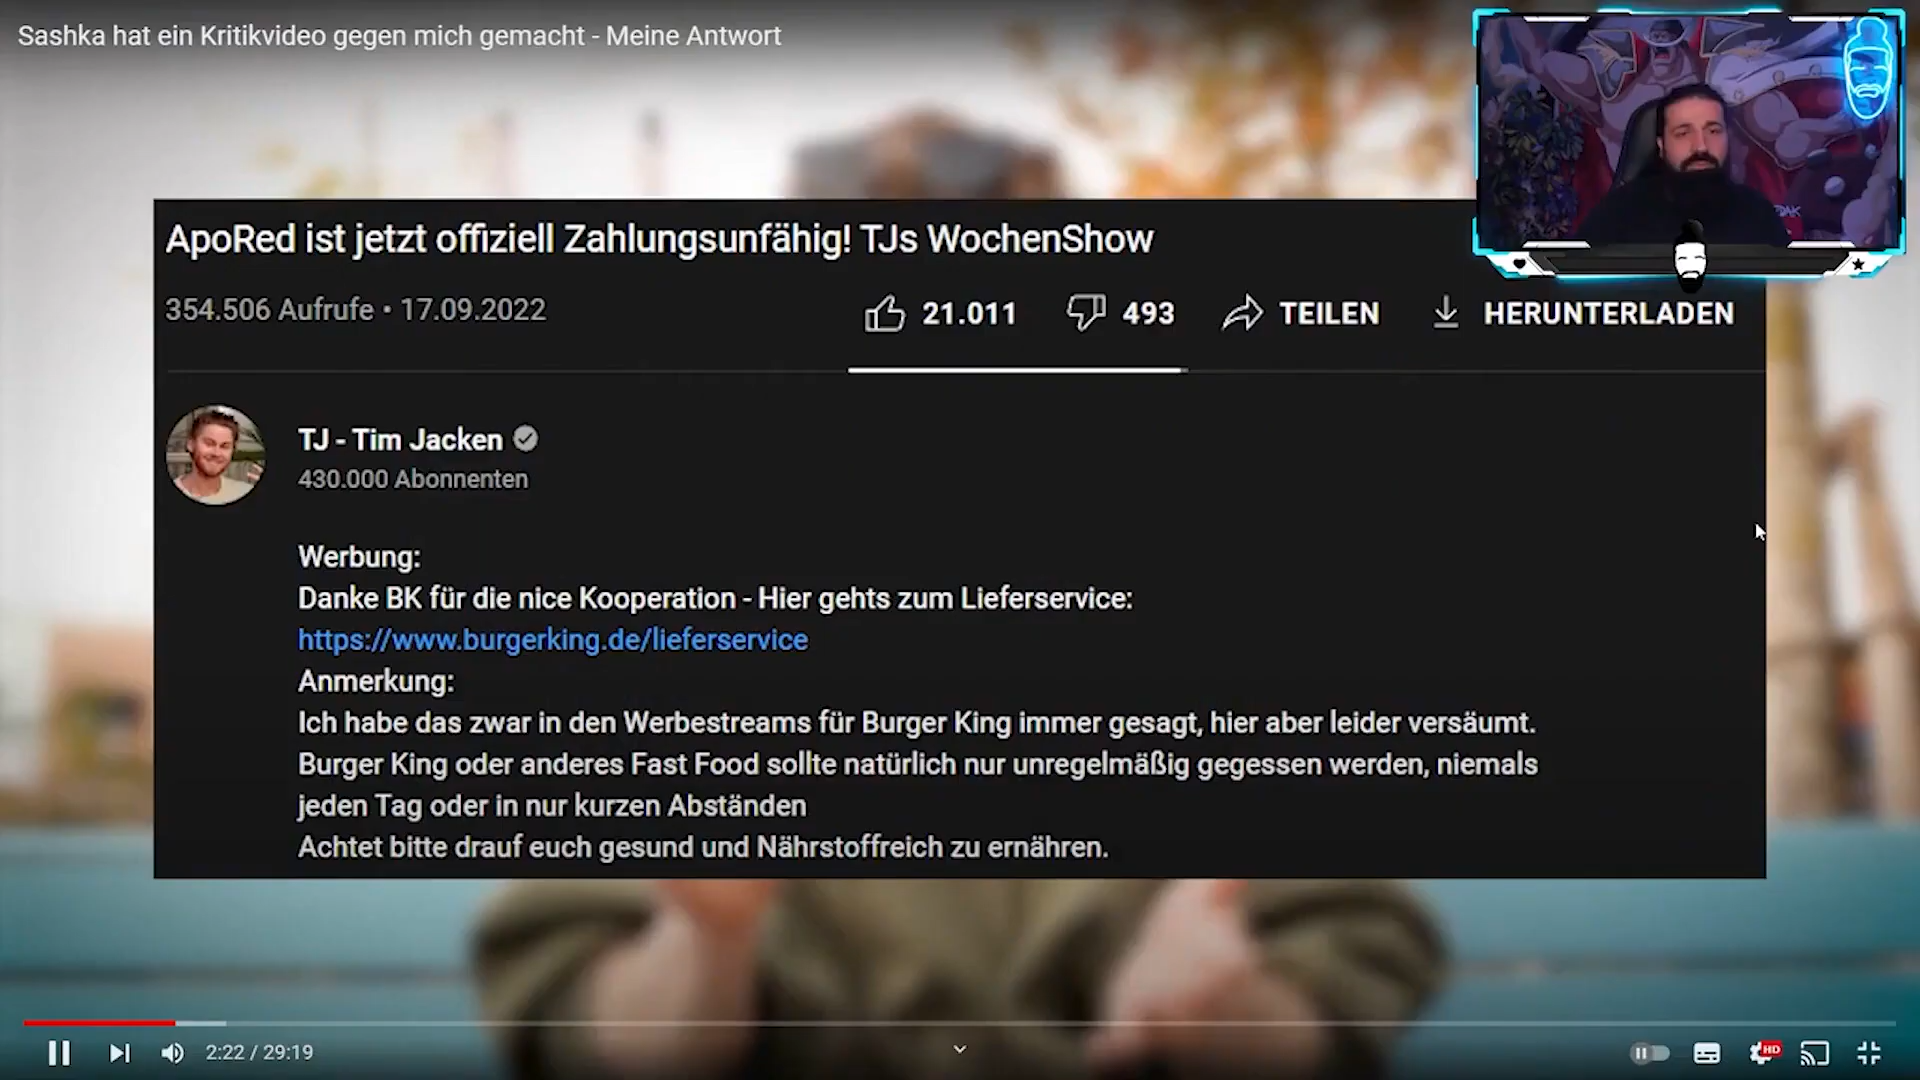 Sashka hat ein Kritikvideo gegen mich gemacht - Meine Antwort
ApoRed ist jetzt offiziell Zahlungsunfähig! TJs WochenShow
354.506 Aufrufe • 17.09.2022
21.011
493
TEILEN
HERUNTERLADEN
TJ - Tim Jacken
430.000 Abonnenten
Werbung:
Danke BK für die nice Kooperation - Hier gehts zum Lieferservice:
https://www.burgerking.de/lieferservice
Anmerkung:
Ich habe das zwar in den Werbestreams für Burger King immer gesagt, hier aber leider versäumt.
Burger King oder anderes Fast Food sollte natürlich nur unregelmäßig gegessen werden, niemals
jeden Tag oder in nur kurzen Abständen
Achtet bitte drauf euch gesund und Nährstoffreich zu ernähren.
2:22 / 29:19
HD